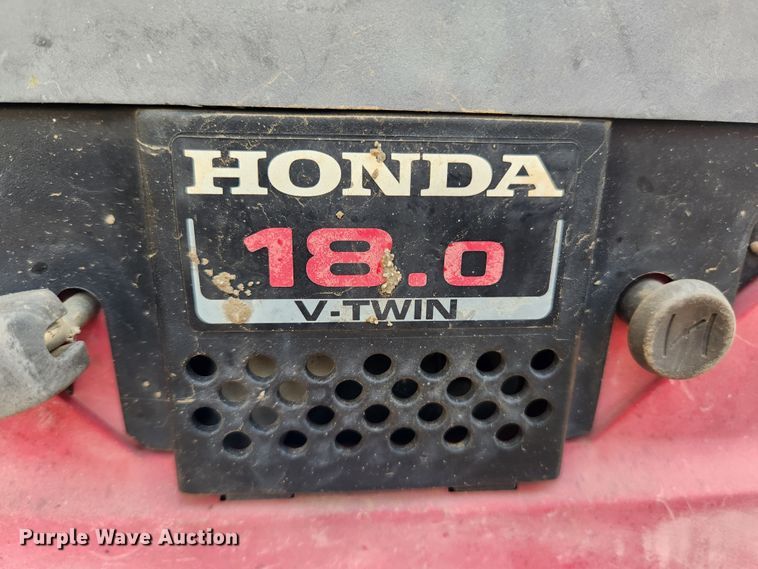 HONDA
18.0
V-TWIN
Purple Wave Auction